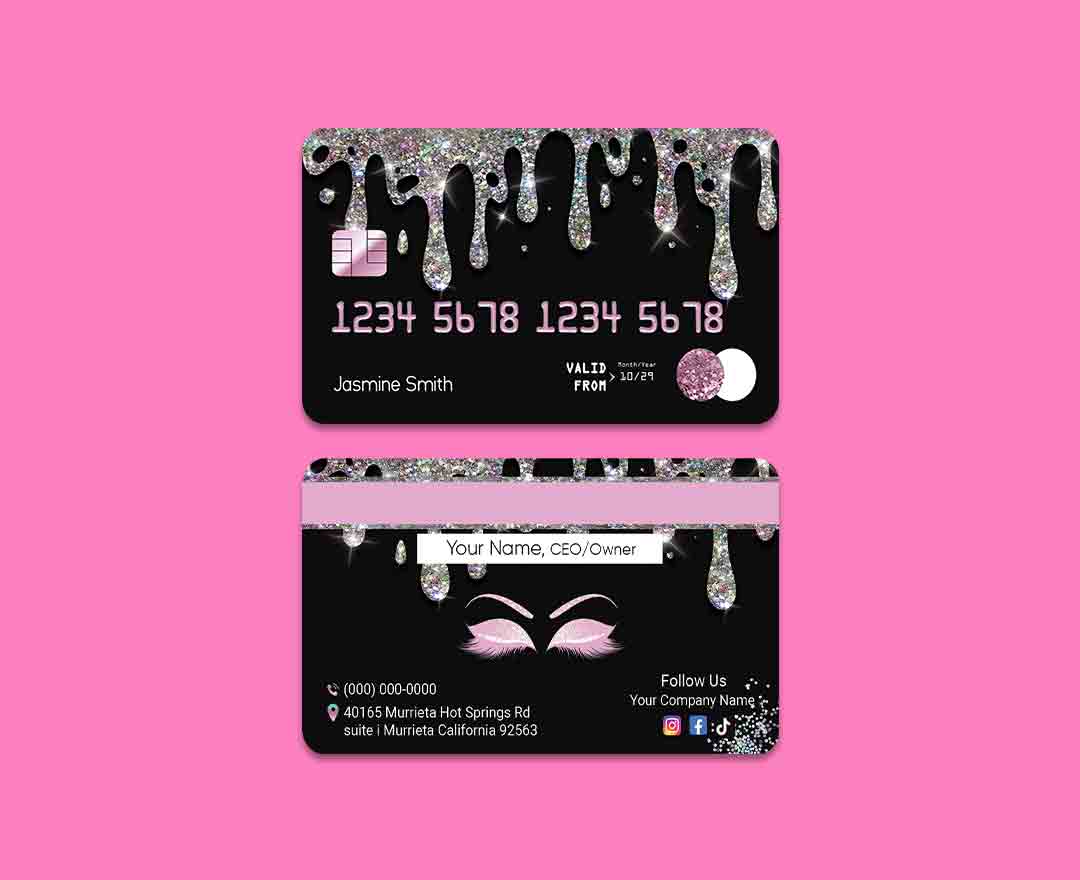 1234 5678 1234 5678
Jasmine Smith
VALID
FROM
Month/Year
10/29
Your Name, CEO/Owner
(000) 000-0000
40165 Murrieta Hot Springs Rd
suite i Murrieta California 92563
Follow Us
Your Company Name